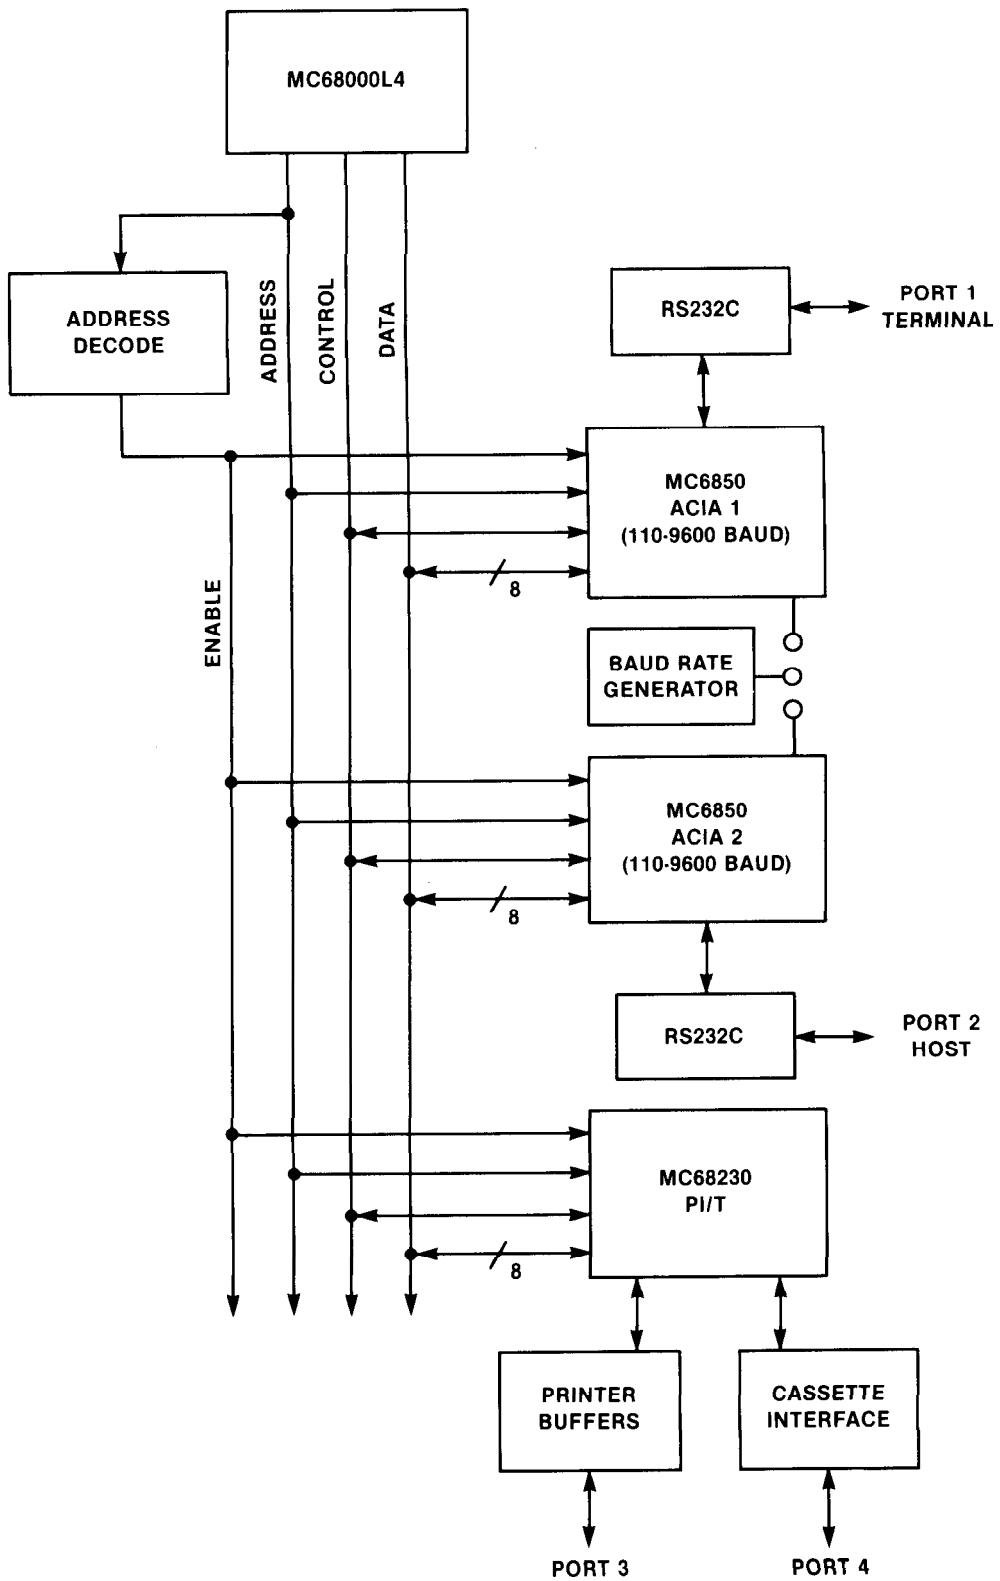 MC68000L4
ADDRESS
DECODE
ADDRESS
CONTROL
DATA
RS232C
PORT 1
TERMINAL
MC6850
ACIA 1
(110-9600 BAUD)
8
ENABLE
BAUD RATE
GENERATOR
MC6850
ACIA 2
(110-9600 BAUD)
8
RS232C
PORT 2
HOST
MC68230
PI/T
8
PRINTER
BUFFERS
CASSETTE
INTERFACE
PORT 3
PORT 4